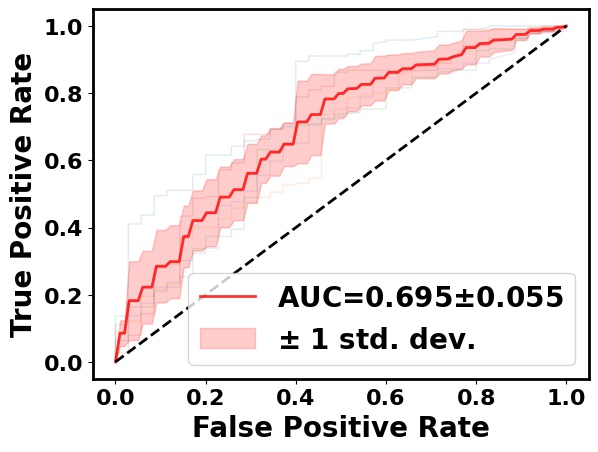 1.0
0.8
0.6
0.4
0.2
0.0
True Positive Rate
AUC=0.695±0.055
± 1 std. dev.
0.0 0.2 0.4 0.6 0.8 1.0
False Positive Rate